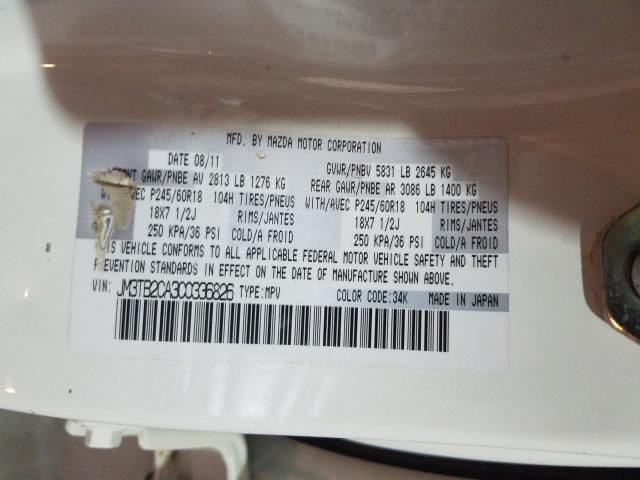 MFD. BY MAZDA MOTOR CORPORATION
DATE 08/11 GVWR/PNBV 5831 LB 2645 KG
GAWR/PNBE AV 2813 LB 1276 KG REAR GAWR/PNBE AR 3086 LB 1400 KG
WITH/AVEC P245/60R18 104H TIRES/PNEUS WITH/AVEC P245/60R18 104H TIRES/PNEUS
18X7 1/2J RIMS/JANTES 18X7 1/2J RIMS/JANTES
250 KPA/36 PSI COLD/A FROID 250 KPA/36 PSI COLD/A FROID
VEHICLE CONFORMS TO ALL APPLICABLE FEDERAL MOTOR VEHICLE SAFETY AND THEFT
PREVENTION STANDARDS IN EFFECT ON THE DATE OF MANUFACTURE SHOWN ABOVE.
VIN: JM3TB2CA3C0336826 TYPE:MPV COLOR CODE:34K MADE IN JAPAN